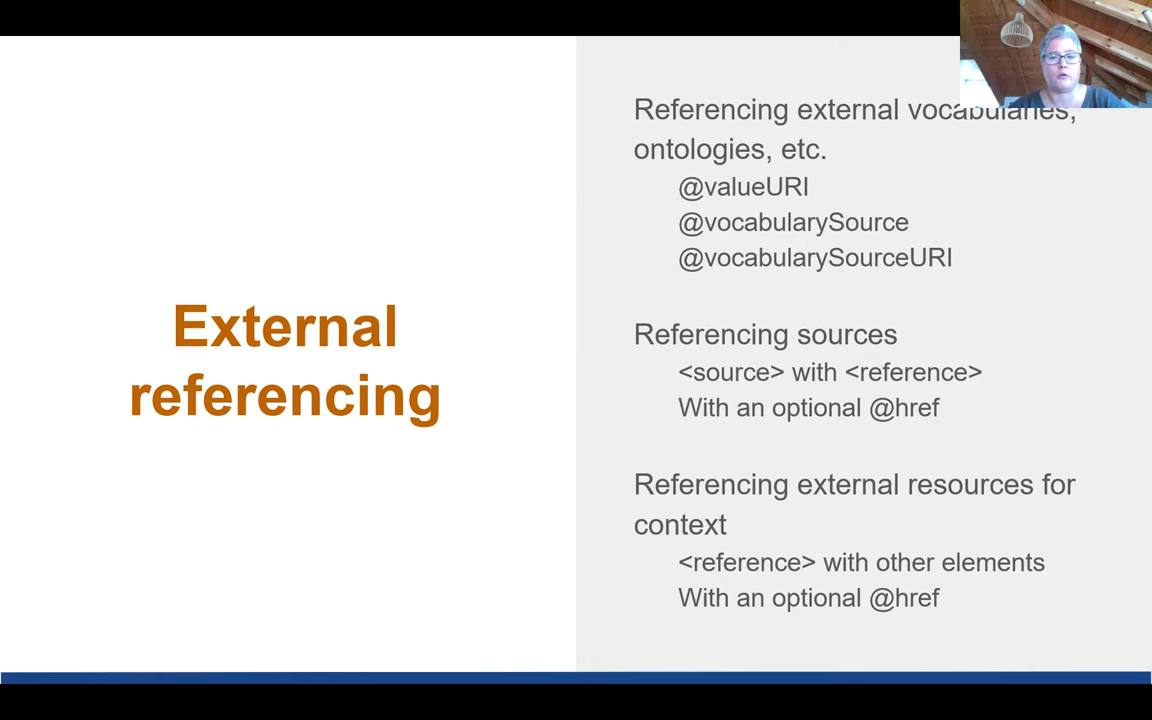 External
referencing
Referencing external vocabularies,
ontologies, etc.
@valueURI
@vocabularySource
@vocabularySourceURI
Referencing sources
<source> with <reference>
With an optional @href
Referencing external resources for
context
<reference> with other elements
With an optional @href